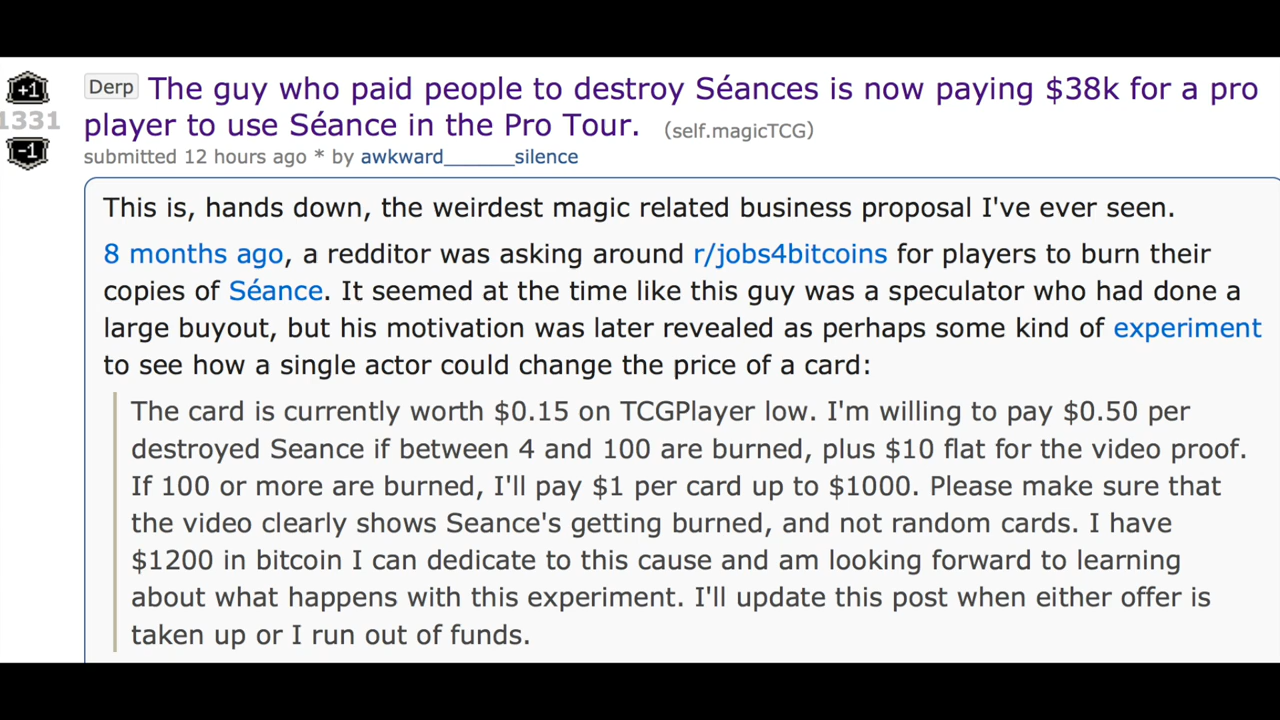 +1
1331
-1
Derp The guy who paid people to destroy Séances is now paying $38k for a pro
player to use Séance in the Pro Tour. (self.magicTCG)
submitted 12 hours ago * by awkward______silence
This is, hands down, the weirdest magic related business proposal I've ever seen.
8 months ago, a redditor was asking around r/jobs4bitcoins for players to burn their
copies of Séance. It seemed at the time like this guy was a speculator who had done a
large buyout, but his motivation was later revealed as perhaps some kind of experiment
to see how a single actor could change the price of a card:
The card is currently worth $0.15 on TCGPlayer low. I'm willing to pay $0.50 per
destroyed Seance if between 4 and 100 are burned, plus $10 flat for the video proof.
If 100 or more are burned, I'll pay $1 per card up to $1000. Please make sure that
the video clearly shows Seance's getting burned, and not random cards. I have
$1200 in bitcoin I can dedicate to this cause and am looking forward to learning
about what happens with this experiment. I'll update this post when either offer is
taken up or I run out of funds.